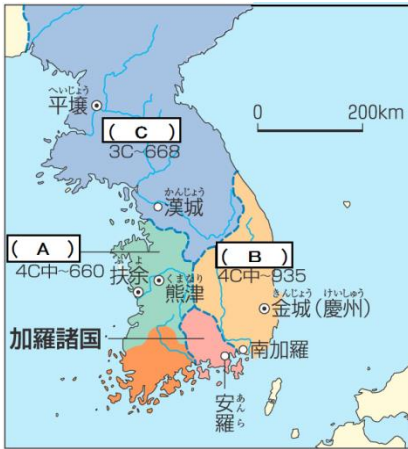 へいじょう
平壌
0 200km
( C )
3C~668
かんじょう
漢城
( A )
4C中~660
( B )
4C中~935
ふよ
扶余
くまなり
熊津
きんじょう けいしゅう
金城(慶州)
加羅諸国
南加羅
安羅
あんら